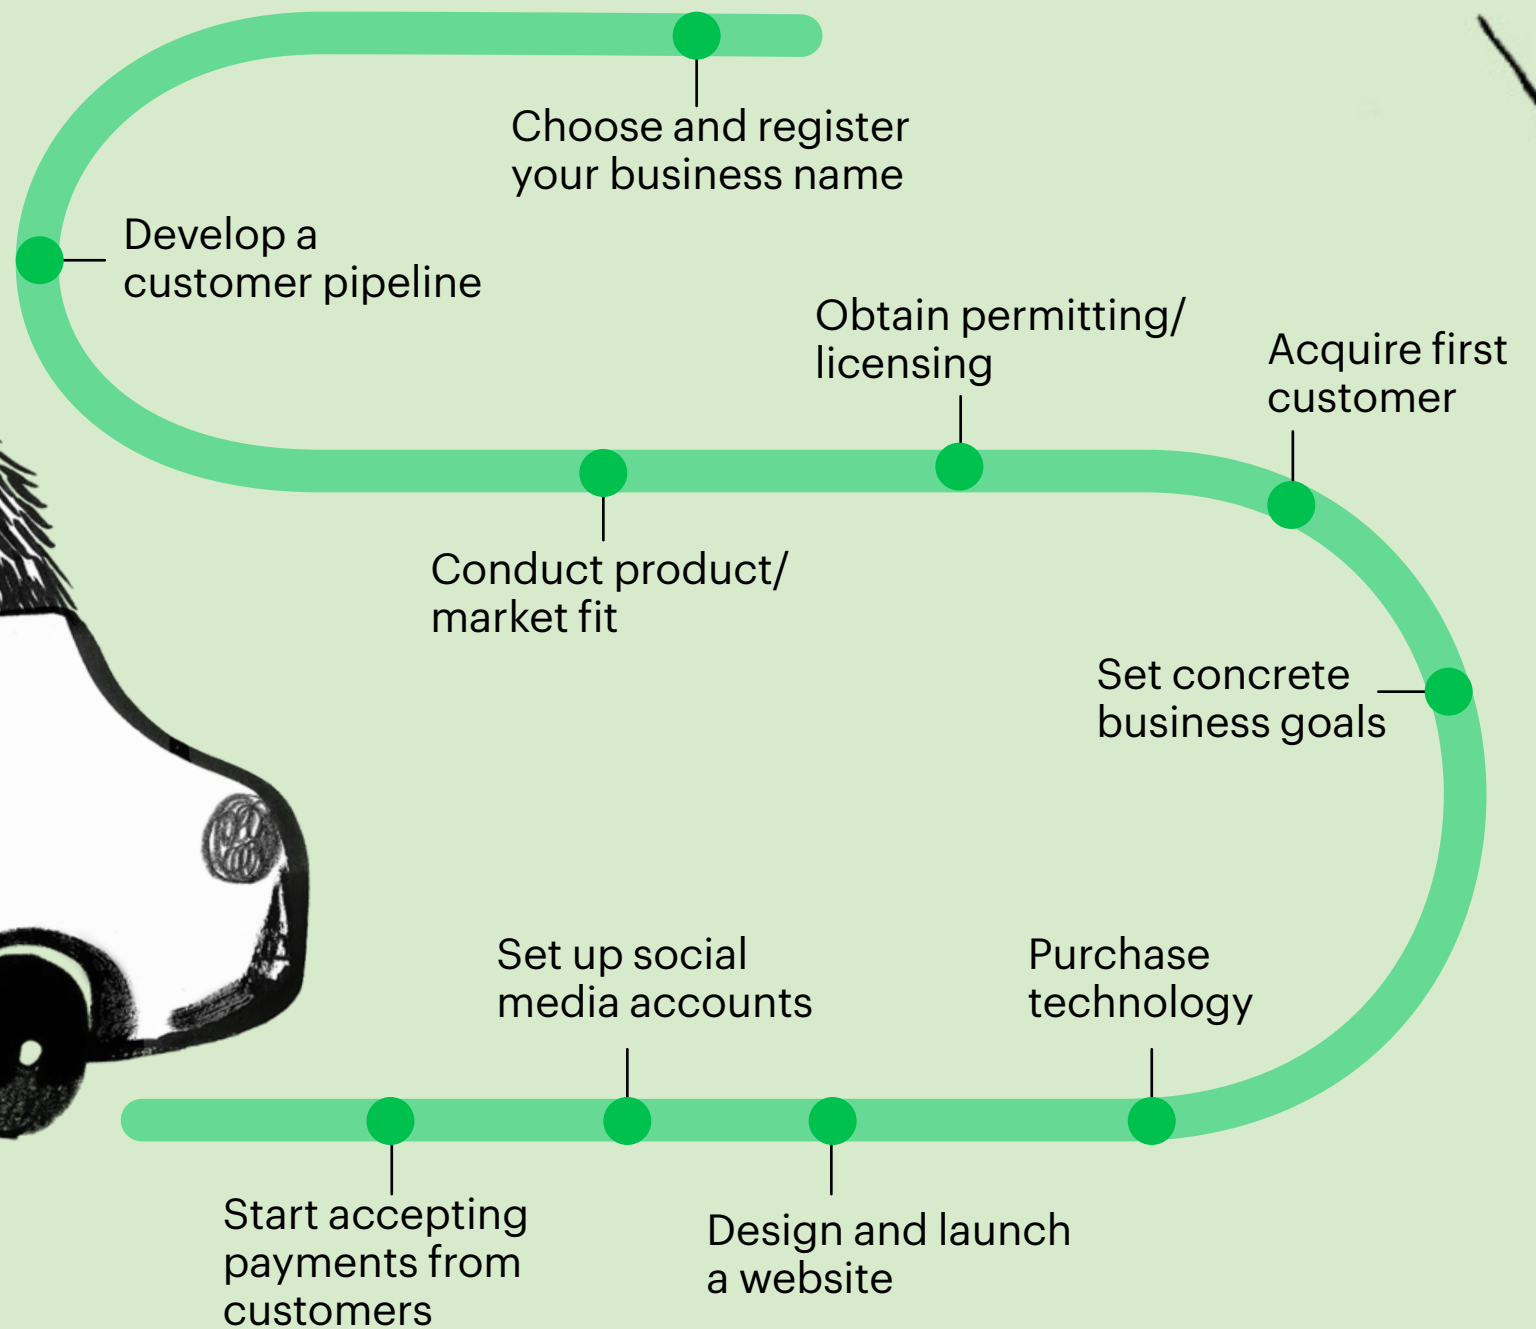 Choose and register
your business name
Develop a
customer pipeline
Obtain permitting/
licensing
Acquire first
customer
Conduct product/
market fit
Set concrete
business goals
Set up social
media accounts
Purchase
technology
Start accepting
payments from
customers
Design and launch
a website